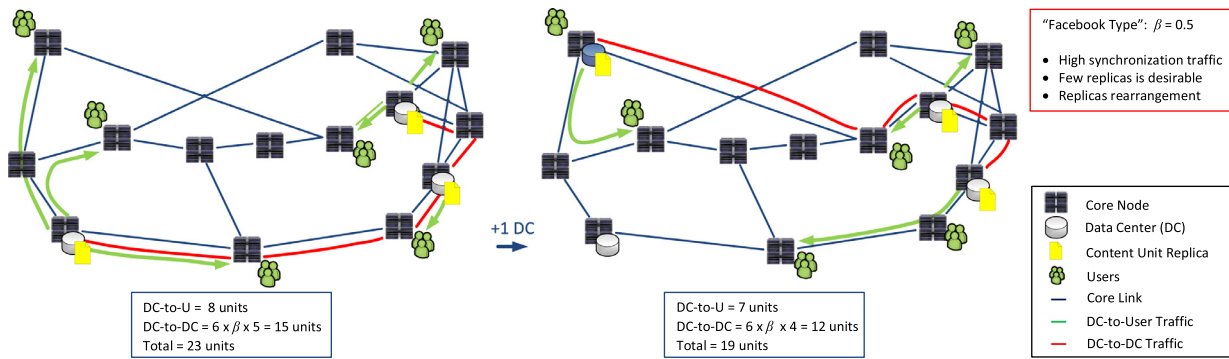 +1 DC
DC-to-U = 8 units
DC-to-DC = 6 x β x 5 = 15 units
Total = 23 units
DC-to-U = 7 units
DC-to-DC = 6 x β x 4 = 12 units
Total = 19 units
“Facebook Type”: β = 0.5
• High synchronization traffic
• Few replicas is desirable
• Replicas rearrangement
Core Node
Data Center (DC)
Content Unit Replica
Users
Core Link
DC-to-User Traffic
DC-to-DC Traffic